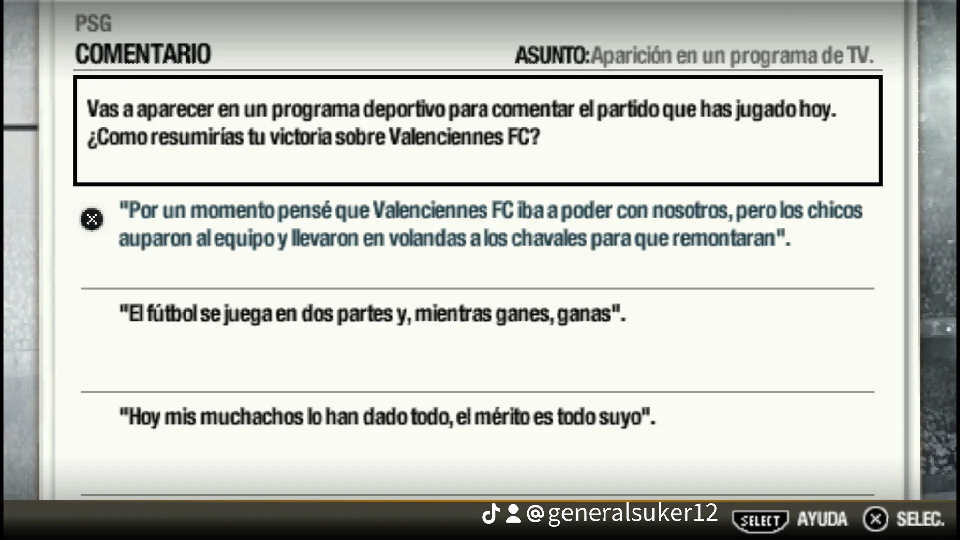 PSG
COMENTARIO
ASUNTO:Aparición en un programa de TV.
Vas a aparecer en un programa deportivo para comentar el partido que has jugado hoy.
¿Como resumirías tu victoria sobre Valenciennes FC?
"Por un momento pensé que Valenciennes FC iba a poder con nosotros, pero los chicos
auparon al equipo y llevaron en volandas a los chavales para que remontaran".
"El fútbol se juega en dos partes y, mientras ganes, ganas".
"Hoy mis muchachos lo han dado todo, el mérito es todo suyo".
@generalsuker12
SELECT AYUDA X SELEC.